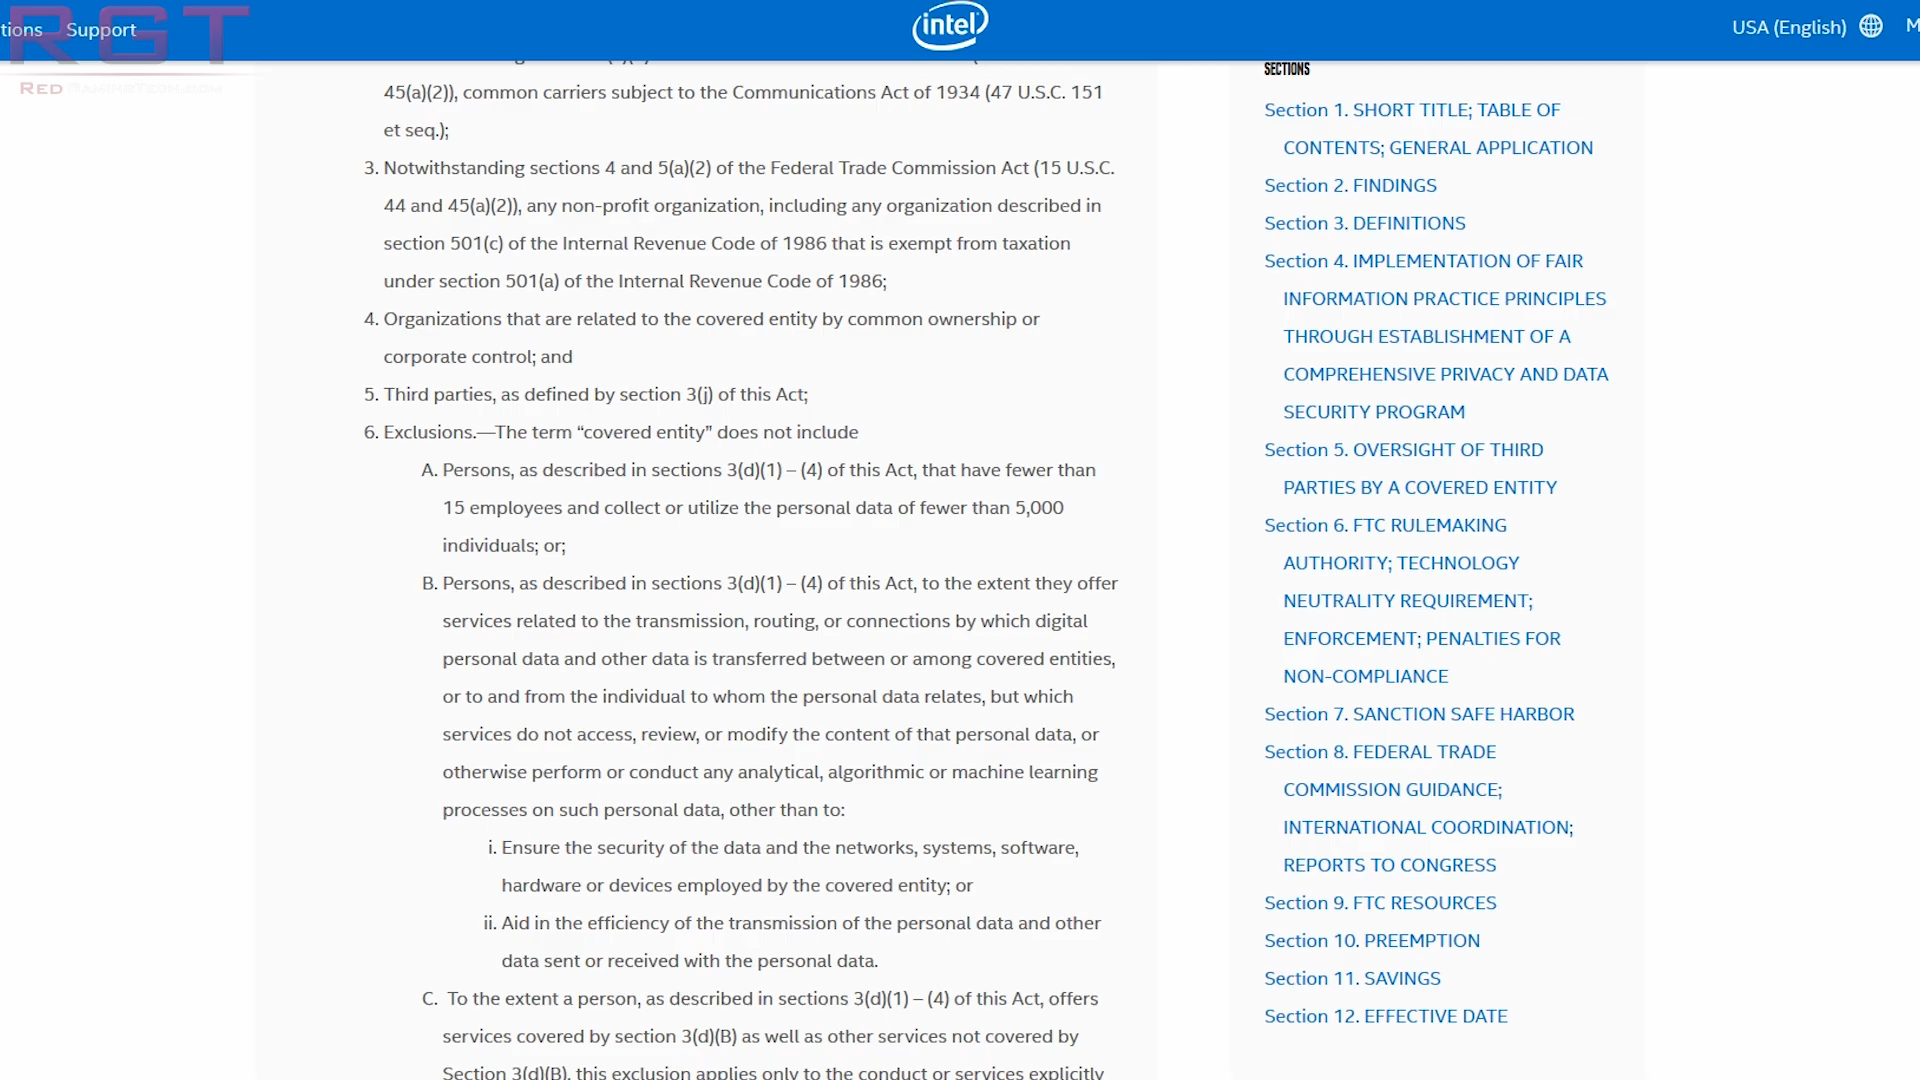 tions Support
intel
USA (English)
M
RGT
RED GAMINGTECH.COM
45(a)(2)), common carriers subject to the Communications Act of 1934 (47 U.S.C. 151
et seq.);
3. Notwithstanding sections 4 and 5(a)(2) of the Federal Trade Commission Act (15 U.S.C.
44 and 45(a)(2)), any non-profit organization, including any organization described in
section 501(c) of the Internal Revenue Code of 1986 that is exempt from taxation
under section 501(a) of the Internal Revenue Code of 1986;
4. Organizations that are related to the covered entity by common ownership or
corporate control; and
5. Third parties, as defined by section 3(j) of this Act;
6. Exclusions.—The term “covered entity” does not include
A. Persons, as described in sections 3(d)(1) – (4) of this Act, that have fewer than
15 employees and collect or utilize the personal data of fewer than 5,000
individuals; or;
B. Persons, as described in sections 3(d)(1) – (4) of this Act, to the extent they offer
services related to the transmission, routing, or connections by which digital
personal data and other data is transferred between or among covered entities,
or to and from the individual to whom the personal data relates, but which
services do not access, review, or modify the content of that personal data, or
otherwise perform or conduct any analytical, algorithmic or machine learning
processes on such personal data, other than to:
i. Ensure the security of the data and the networks, systems, software,
hardware or devices employed by the covered entity; or
ii. Aid in the efficiency of the transmission of the personal data and other
data sent or received with the personal data.
C. To the extent a person, as described in sections 3(d)(1) – (4) of this Act, offers
services covered by section 3(d)(B) as well as other services not covered by
Section 3(d)(B), this exclusion applies only to the conduct or services explicitly
SECTIONS
Section 1. SHORT TITLE; TABLE OF
CONTENTS; GENERAL APPLICATION
Section 2. FINDINGS
Section 3. DEFINITIONS
Section 4. IMPLEMENTATION OF FAIR
INFORMATION PRACTICE PRINCIPLES
THROUGH ESTABLISHMENT OF A
COMPREHENSIVE PRIVACY AND DATA
SECURITY PROGRAM
Section 5. OVERSIGHT OF THIRD
PARTIES BY A COVERED ENTITY
Section 6. FTC RULEMAKING
AUTHORITY; TECHNOLOGY
NEUTRALITY REQUIREMENT;
ENFORCEMENT; PENALTIES FOR
NON-COMPLIANCE
Section 7. SANCTION SAFE HARBOR
Section 8. FEDERAL TRADE
COMMISSION GUIDANCE;
INTERNATIONAL COORDINATION;
REPORTS TO CONGRESS
Section 9. FTC RESOURCES
Section 10. PREEMPTION
Section 11. SAVINGS
Section 12. EFFECTIVE DATE